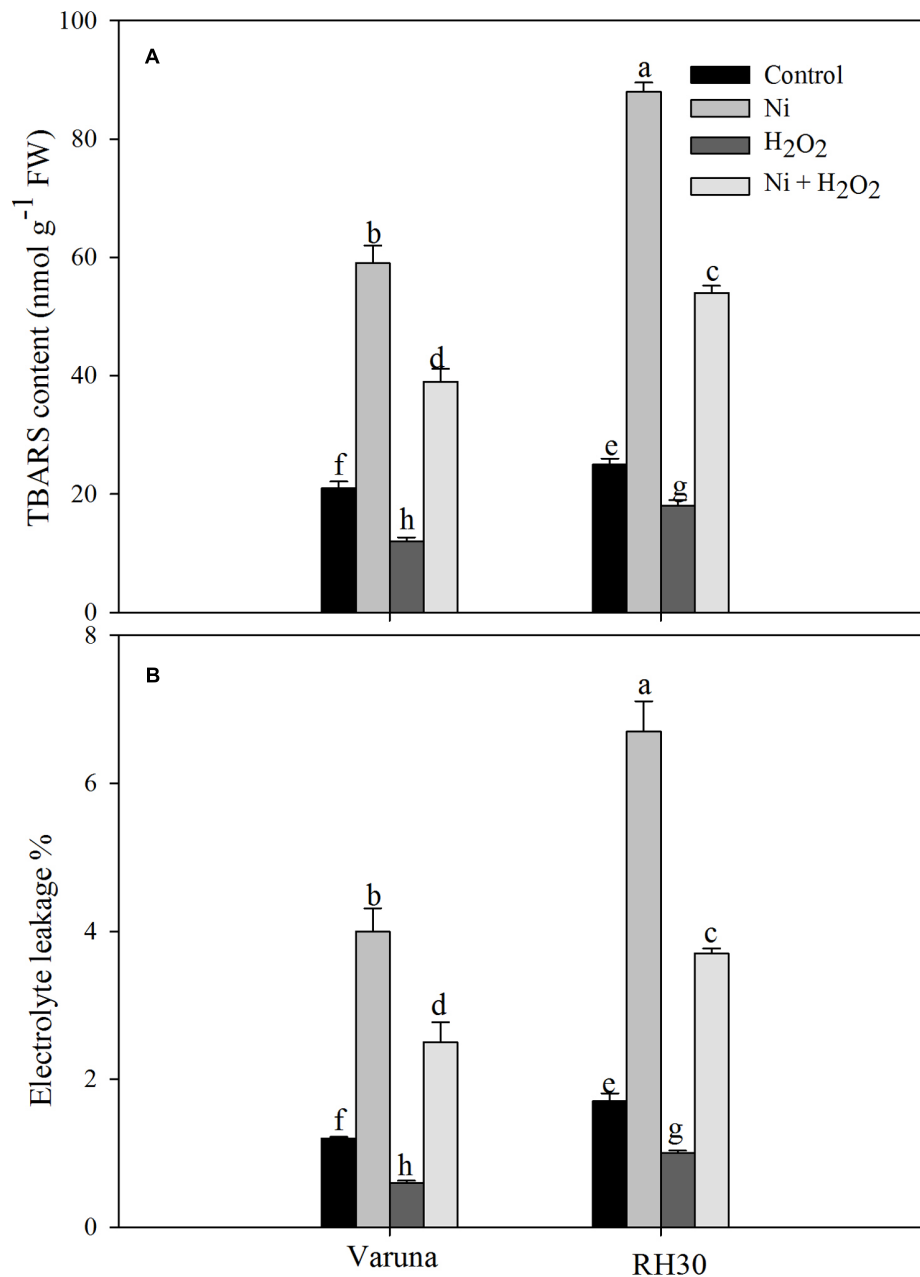 100
A
a
Control
Ni
H2O2
Ni + H2O2
80
TBARS content (nmol g-1 FW)
b
60
c
d
40
f
e
20
h
g
0
8
B
a
6
Electrolyte leakage %
b
4
c
d
2
f
e
h
g
0
Varuna
RH30